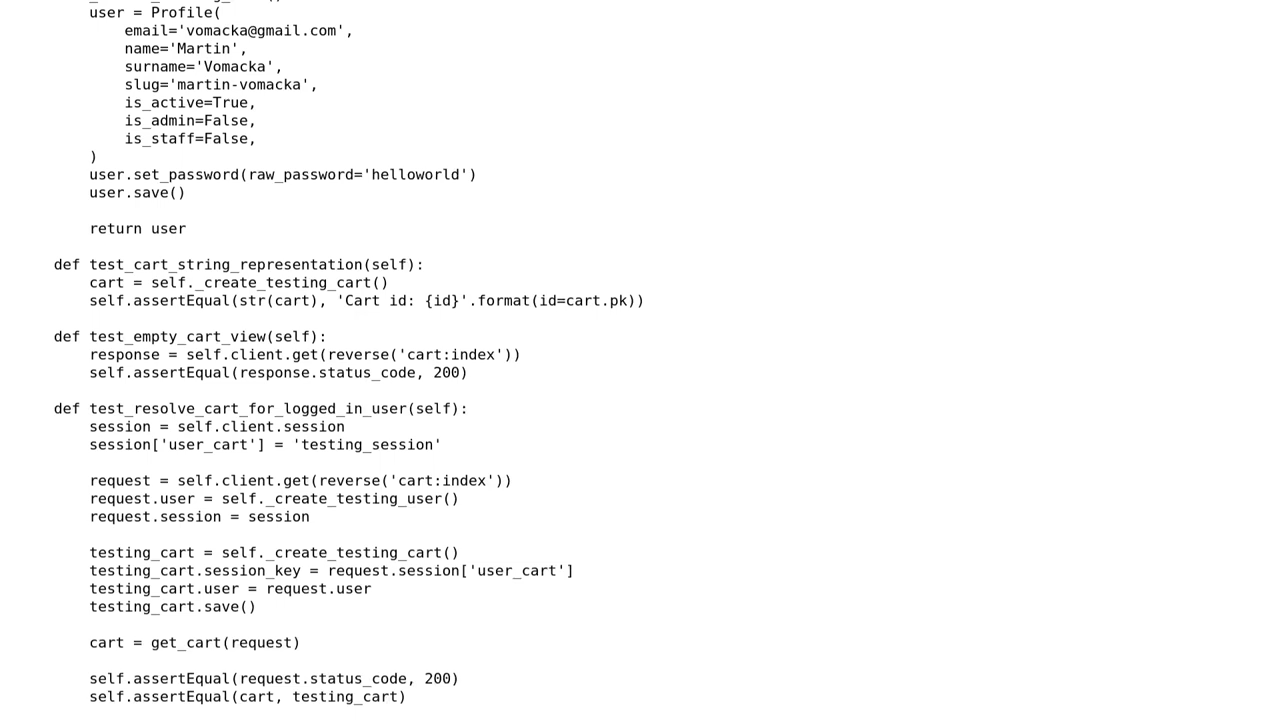 user = Profile(
email='vomacka@gmail.com',
name='Martin',
surname='Vomacka',
slug='martin-vomacka',
is_active=True,
is_admin=False,
is_staff=False,
)
user.set_password(raw_password='helloworld')
user.save()
return user
def test_cart_string_representation(self):
cart = self._create_testing_cart()
self.assertEqual(str(cart), 'Cart id: {id}'.format(id=cart.pk))
def test_empty_cart_view(self):
response = self.client.get(reverse('cart:index'))
self.assertEqual(response.status_code, 200)
def test_resolve_cart_for_logged_in_user(self):
session = self.client.session
session['user_cart'] = 'testing_session'
request = self.client.get(reverse('cart:index'))
request.user = self._create_testing_user()
request.session = session
testing_cart = self._create_testing_cart()
testing_cart.session_key = request.session['user_cart']
testing_cart.user = request.user
testing_cart.save()
cart = get_cart(request)
self.assertEqual(request.status_code, 200)
self.assertEqual(cart, testing_cart)